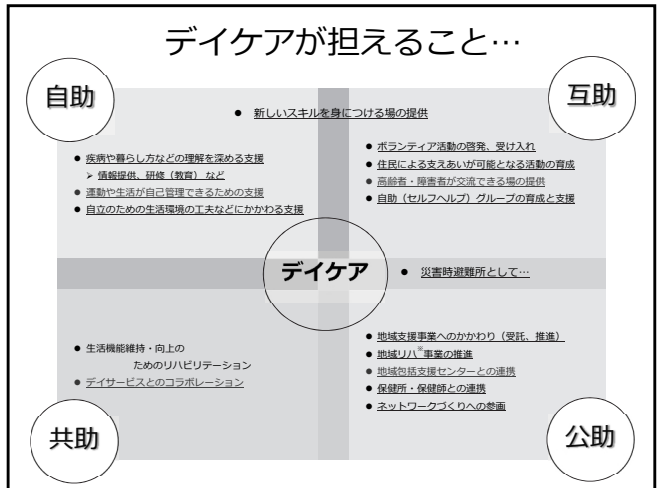 デイケアが担えること…
自助
互助
● 新しいスキルを身につける場の提供
● 疾病や暮らし方などの理解を深める支援
➢ 情報提供、研修（教育）など
● 運動や生活が自己管理できるための支援
● 自立のための生活環境の工夫などにかかわる支援
● ボランティア活動の啓発、受け入れ
● 住民による支えあいが可能となる活動の育成
● 高齢者・障害者が交流できる場の提供
● 自助（セルフヘルプ）グループの育成と支援
デイケア
● 災害時避難所として…
● 生活機能維持・向上の
ためのリハビリテーション
● デイサービスとのコラボレーション
● 地域支援事業へのかかわり（受託、推進）
● 地域リハ※事業の推進
● 地域包括支援センターとの連携
● 保健所・保健師との連携
● ネットワークづくりへの参画
共助
公助